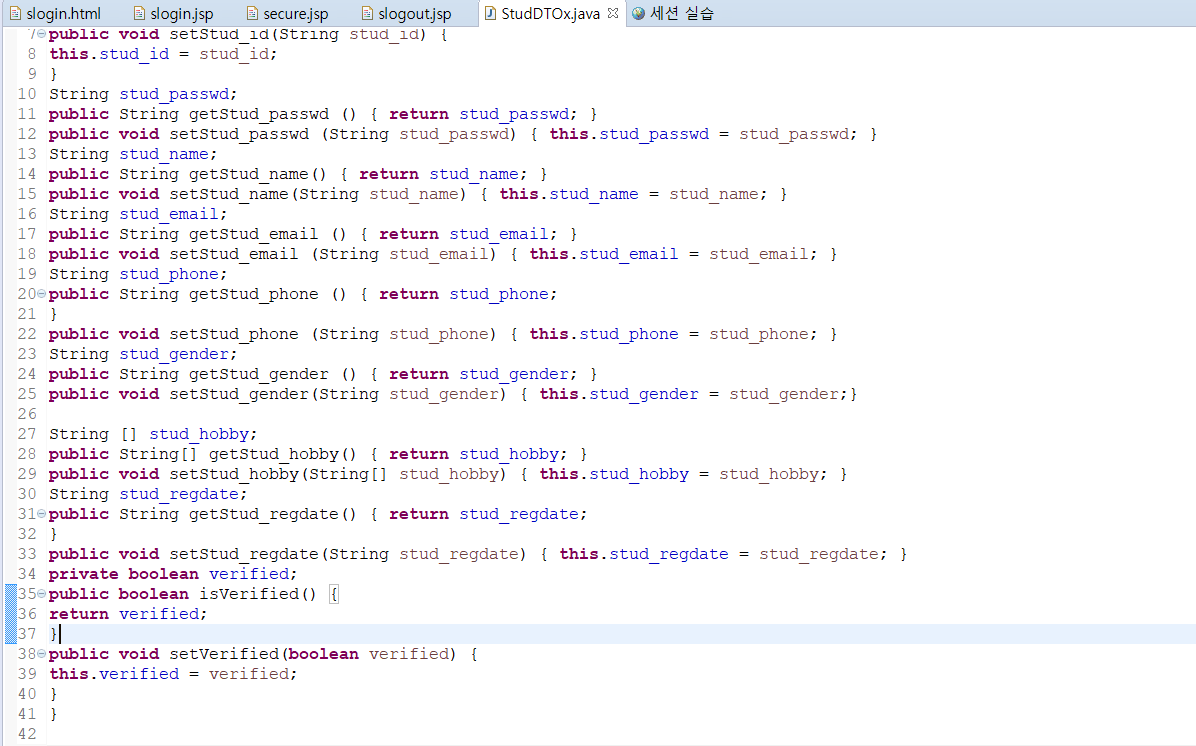 slogin.html slogin.jsp secure.jsp slogout.jsp StudDTOx.java 세션 실습
7 public void setStud_id(String stud_id) {
8 this.stud_id = stud_id;
9 }
10 String stud_passwd;
11 public String getStud_passwd () { return stud_passwd; }
12 public void setStud_passwd (String stud_passwd) { this.stud_passwd = stud_passwd; }
13 String stud_name;
14 public String getStud_name() { return stud_name; }
15 public void setStud_name(String stud_name) { this.stud_name = stud_name; }
16 String stud_email;
17 public String getStud_email () { return stud_email; }
18 public void setStud_email (String stud_email) { this.stud_email = stud_email; }
19 String stud_phone;
20 public String getStud_phone () { return stud_phone;
21 }
22 public void setStud_phone (String stud_phone) { this.stud_phone = stud_phone; }
23 String stud_gender;
24 public String getStud_gender () { return stud_gender; }
25 public void setStud_gender(String stud_gender) { this.stud_gender = stud_gender;}
26
27 String [] stud_hobby;
28 public String[] getStud_hobby() { return stud_hobby; }
29 public void setStud_hobby(String[] stud_hobby) { this.stud_hobby = stud_hobby; }
30 String stud_regdate;
31 public String getStud_regdate() { return stud_regdate;
32 }
33 public void setStud_regdate(String stud_regdate) { this.stud_regdate = stud_regdate; }
34 private boolean verified;
35 public boolean isVerified() {
36 return verified;
37 }
38 public void setVerified(boolean verified) {
39 this.verified = verified;
40 }
41 }
42